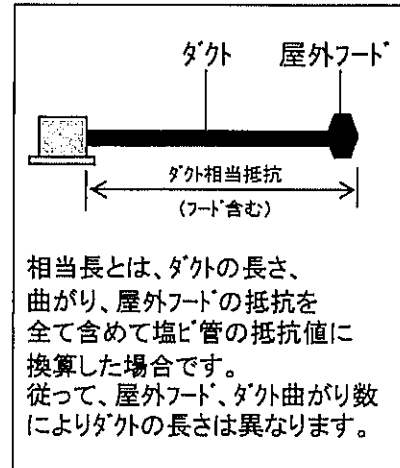 ダクト 屋外フード
ダクト相当抵抗
(フード含む)
相当長とは、ダクトの長さ、
曲がり、屋外フードの抵抗を
全て含めて塩ビ管の抵抗値に
換算した場合です。
従って、屋外フード、ダクト曲がり数
によりダクトの長さは異なります。